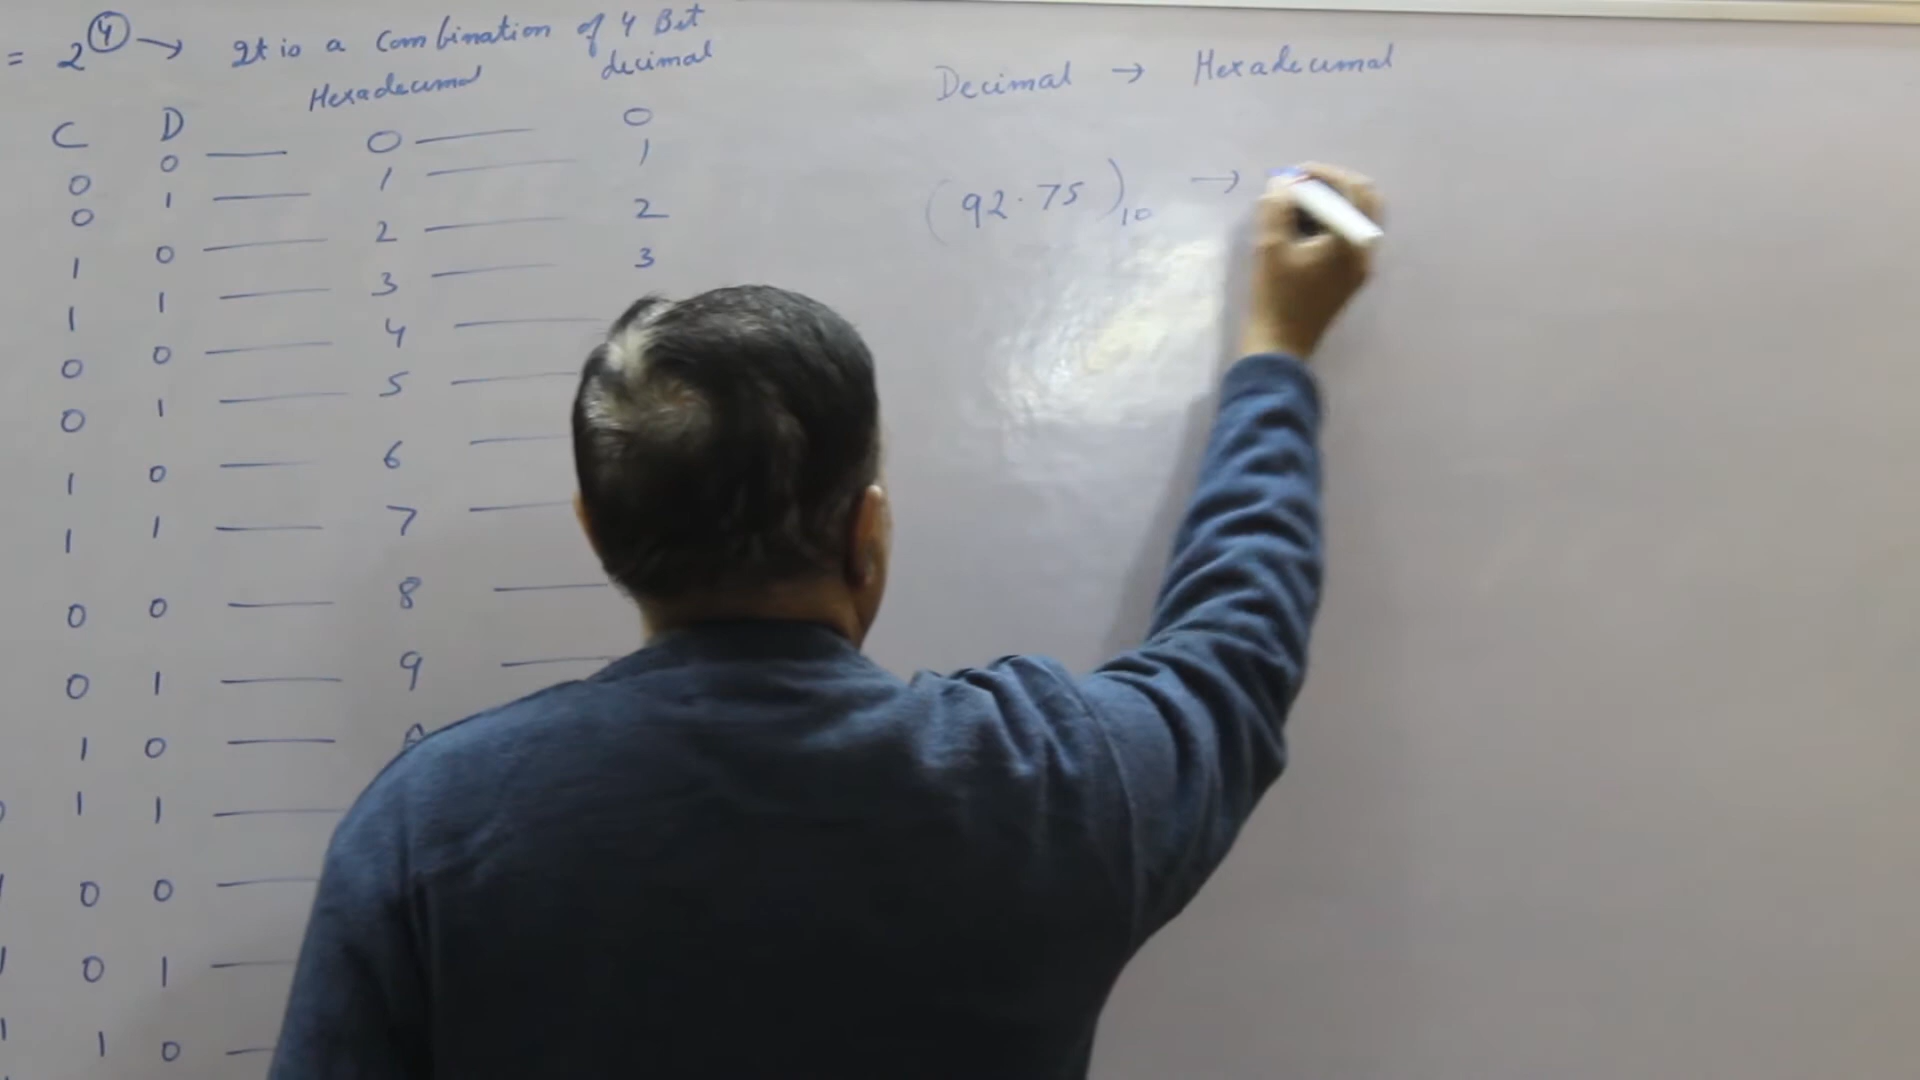 = 2④ → It is a Combination of 4 Bit
Hexadecimal decimal
C D
0 0 — 0 — 0
0 1 — 1 — 1
1 0 — 2 — 2
1 1 — 3 — 3
0 0 — 4 —
0 1 — 5 —
1 0 — 6 —
1 1 — 7 —
0 0 — 8 —
0 1 — 9 —
1 0 — A
1 1 —
0 0 —
0 1 —
1 0 —
Decimal → Hexadecimal
(92.75)10 →